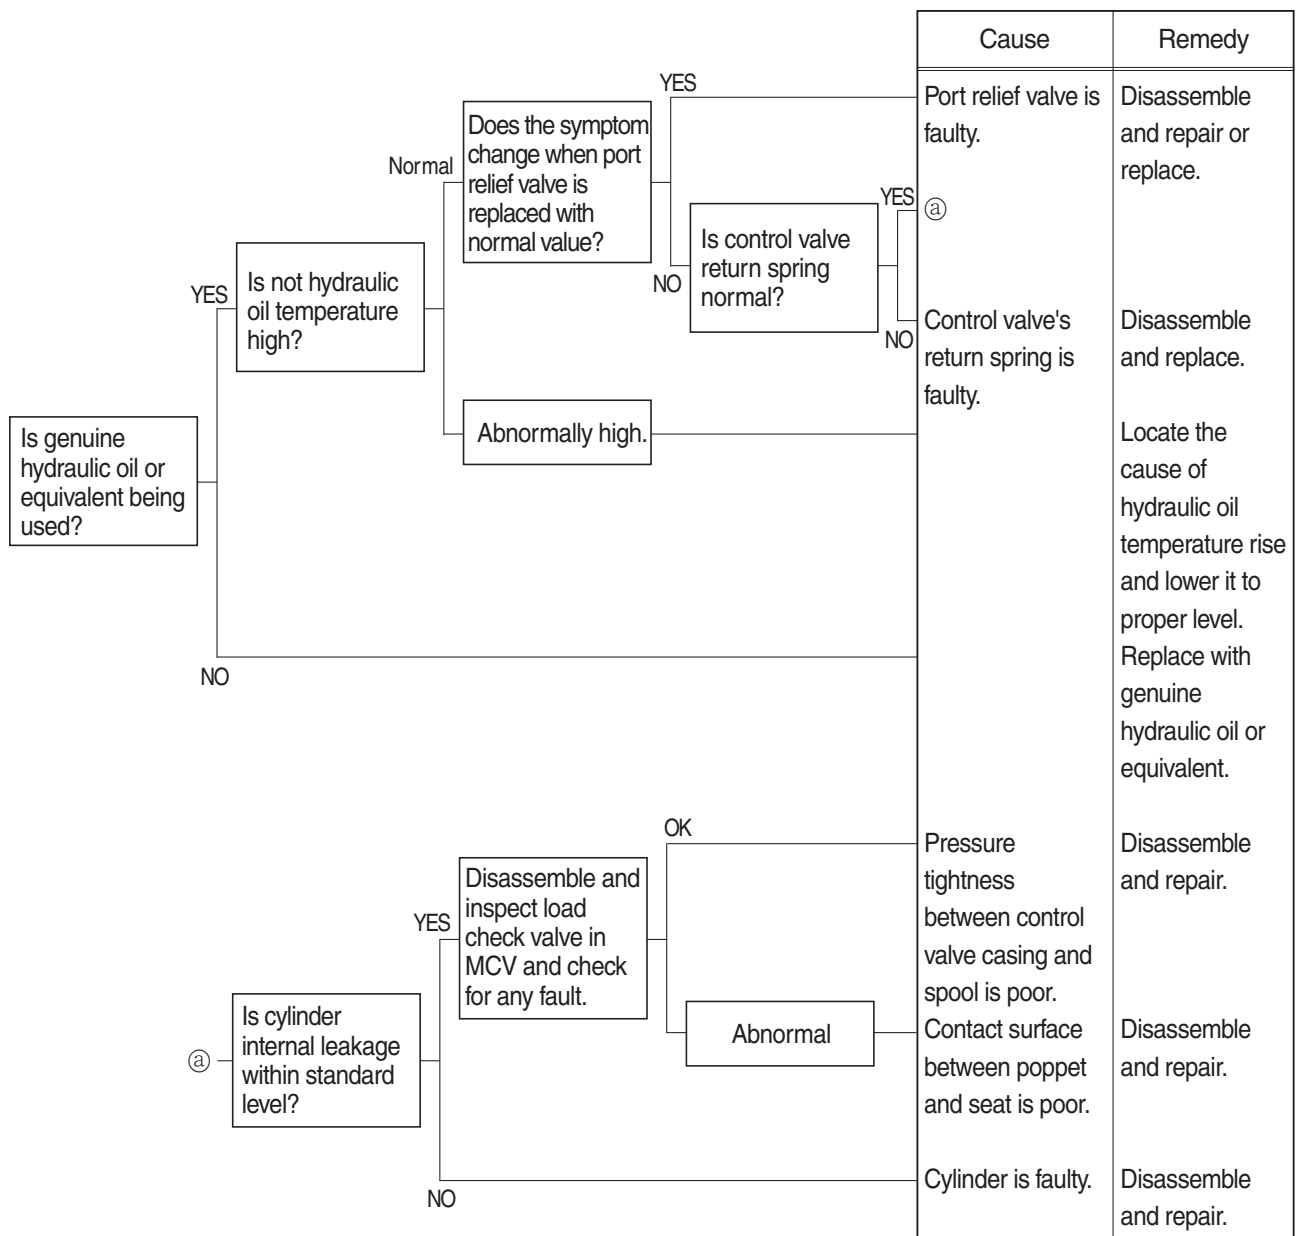 Cause
Remedy
YES
Port relief valve is
faulty.
Disassemble
and repair or
replace.
Does the symptom
change when port
relief valve is
replaced with
normal value?
Normal
YES
ⓐ
Is control valve
return spring
normal?
NO
Is not hydraulic
oil temperature
high?
YES
NO
Control valve's
return spring is
faulty.
Disassemble
and replace.
Abnormally high.
Locate the
cause of
hydraulic oil
temperature rise
and lower it to
proper level.
Is genuine
hydraulic oil or
equivalent being
used?
NO
Replace with
genuine
hydraulic oil or
equivalent.
OK
Pressure
tightness
between control
valve casing and
spool is poor.
Disassemble
and repair.
Disassemble and
inspect load
check valve in
MCV and check
for any fault.
YES
Abnormal
Contact surface
between poppet
and seat is poor.
Disassemble
and repair.
ⓐ
Is cylinder
internal leakage
within standard
level?
NO
Cylinder is faulty.
Disassemble
and repair.